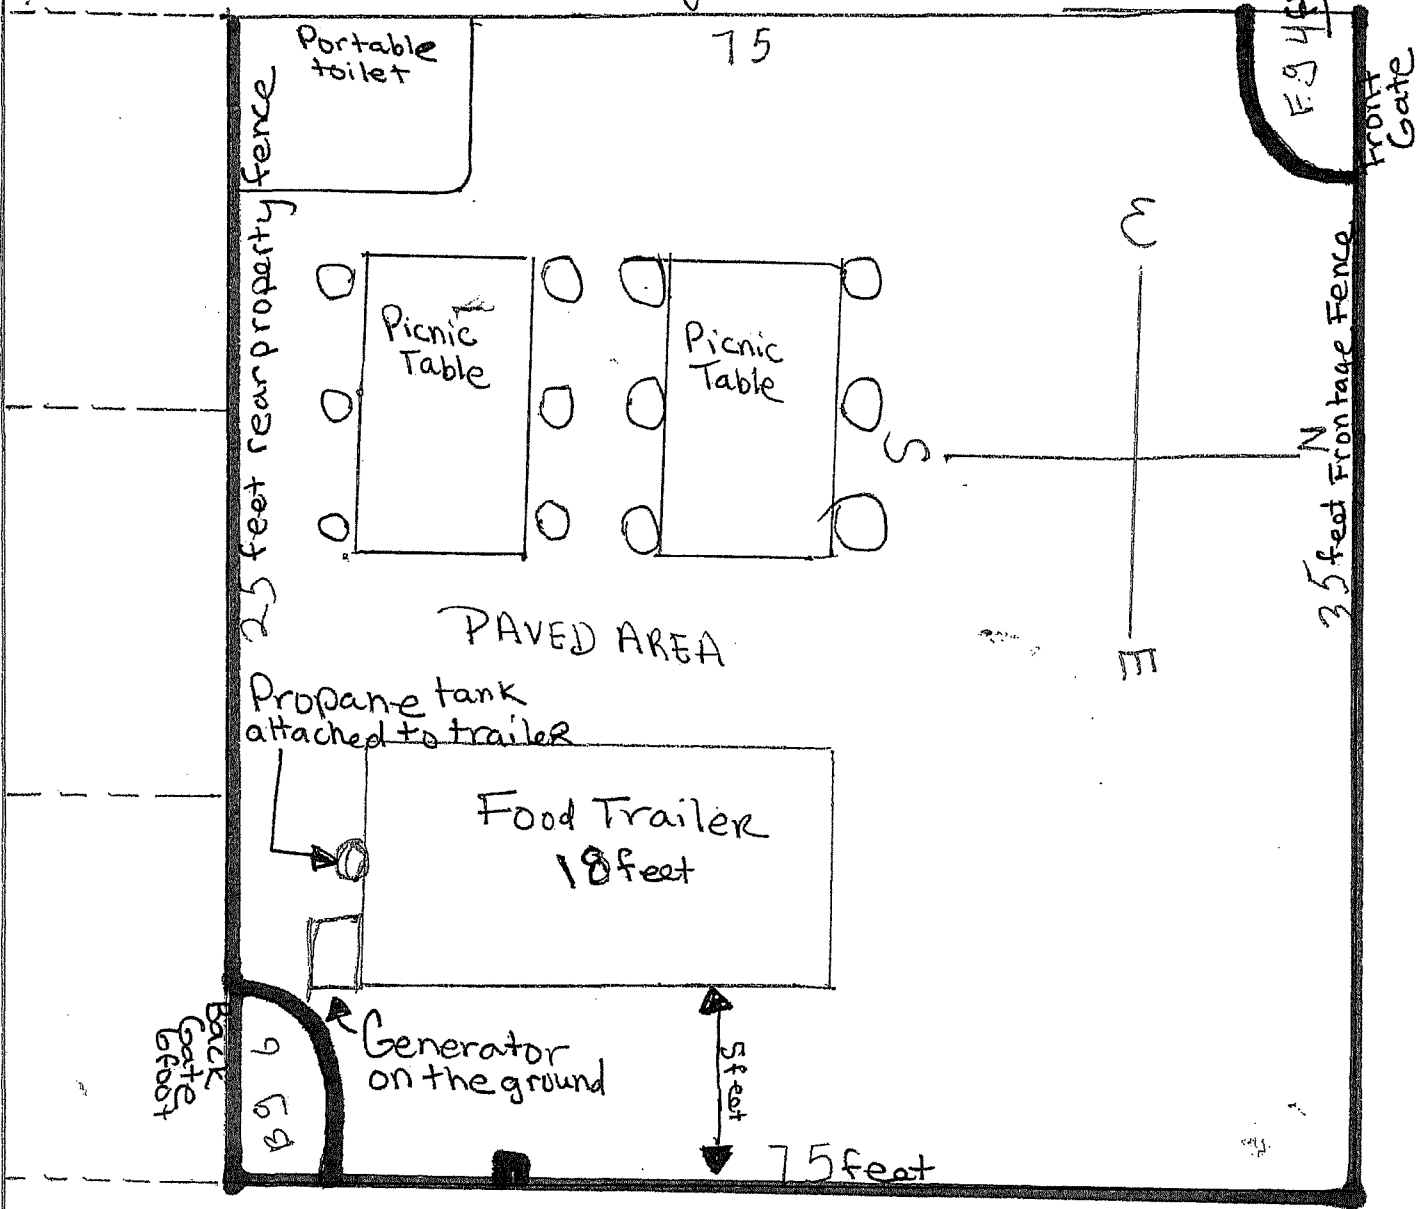 75
Portable
toilet
Front
Gate
25 feet rear property fence
W
Picnic
Table
Picnic
Table
S
N
35 feet Frontage Fence
E
PAVED AREA
Propane tank
attached to trailer
Food Trailer
18 feet
Back
Gate
6 foot
Generator
on the ground
5 feet
75 feet